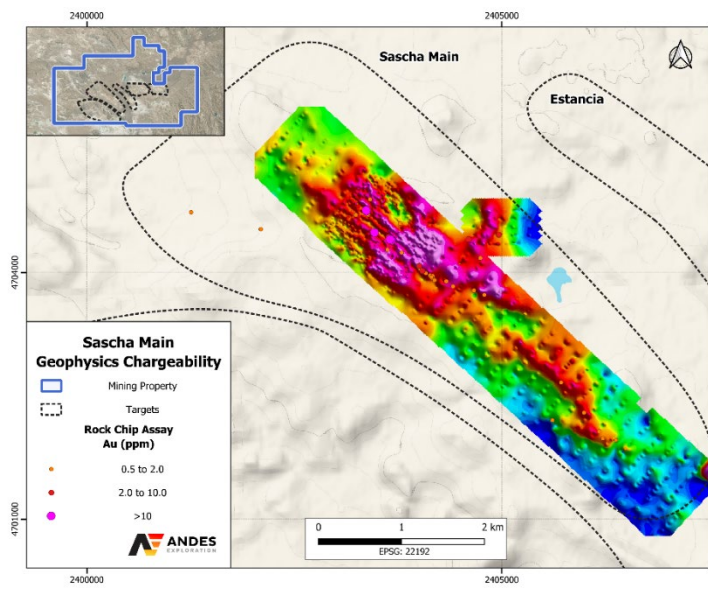 2400000
2405000
Sascha Main
Estancia
4704000
4701000
Sascha Main
Geophysics Chargeability
Mining Property
Targets
Rock Chip Assay
Au (ppm)
0.5 to 2.0
2.0 to 10.0
>10
ANDES
EXPLORATION
0 1 2 km
EPSG: 22192
2400000
2405000